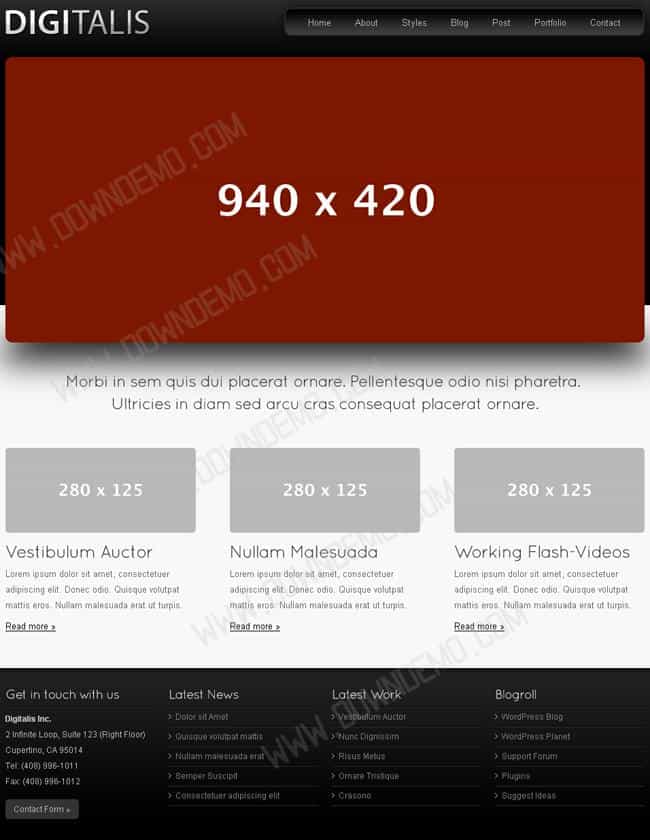 DIGITALIS
Home About Styles Blog Post Portfolio Contact
940 x 420
WWW.DOWNDEMO.COM
WWW.DOWNDEMO.COM
Morbi in sem quis dui placerat ornare. Pellentesque odio nisi pharetra.
Ultricies in diam sed arcu cras consequat placerat ornare.
WWW.DOWNDEMO.COM
280 x 125
280 x 125
280 x 125
Vestibulum Auctor
Lorem ipsum dolor sit amet, consectetuer
adipiscing elit. Donec odio. Quisque volutpat
mattis eros. Nullam malesuada erat ut turpis.
Read more »
Nullam Malesuada
Lorem ipsum dolor sit amet, consectetuer
adipiscing elit. Donec odio. Quisque volutpat
mattis eros. Nullam malesuada erat ut turpis.
Read more »
Working Flash-Videos
Lorem ipsum dolor sit amet, consectetuer
adipiscing elit. Donec odio. Quisque volutpat
mattis eros. Nullam malesuada erat ut turpis.
Read more »
WWW.DOWNDEMO.COM
WWW.DOWNDEMO.COM
Get in touch with us
Digitalis Inc.
2 Infinite Loop, Suite 123 (Right Floor)
Cupertino, CA 95014
Tel: (408) 996-1011
Fax: (408) 996-1012
Contact Form »
Latest News
Dolor sit Amet
Quisque volutpat mattis
Nullam malesuada erat
Semper Suscipit
Consectetuer adipiscing elit
Latest Work
Vestibulum Auctor
Nunc Dignissim
Risus Metus
Ornare Tristique
Crasono
Blogroll
WordPress Blog
WordPress Planet
Support Forum
Plugins
Suggest Ideas